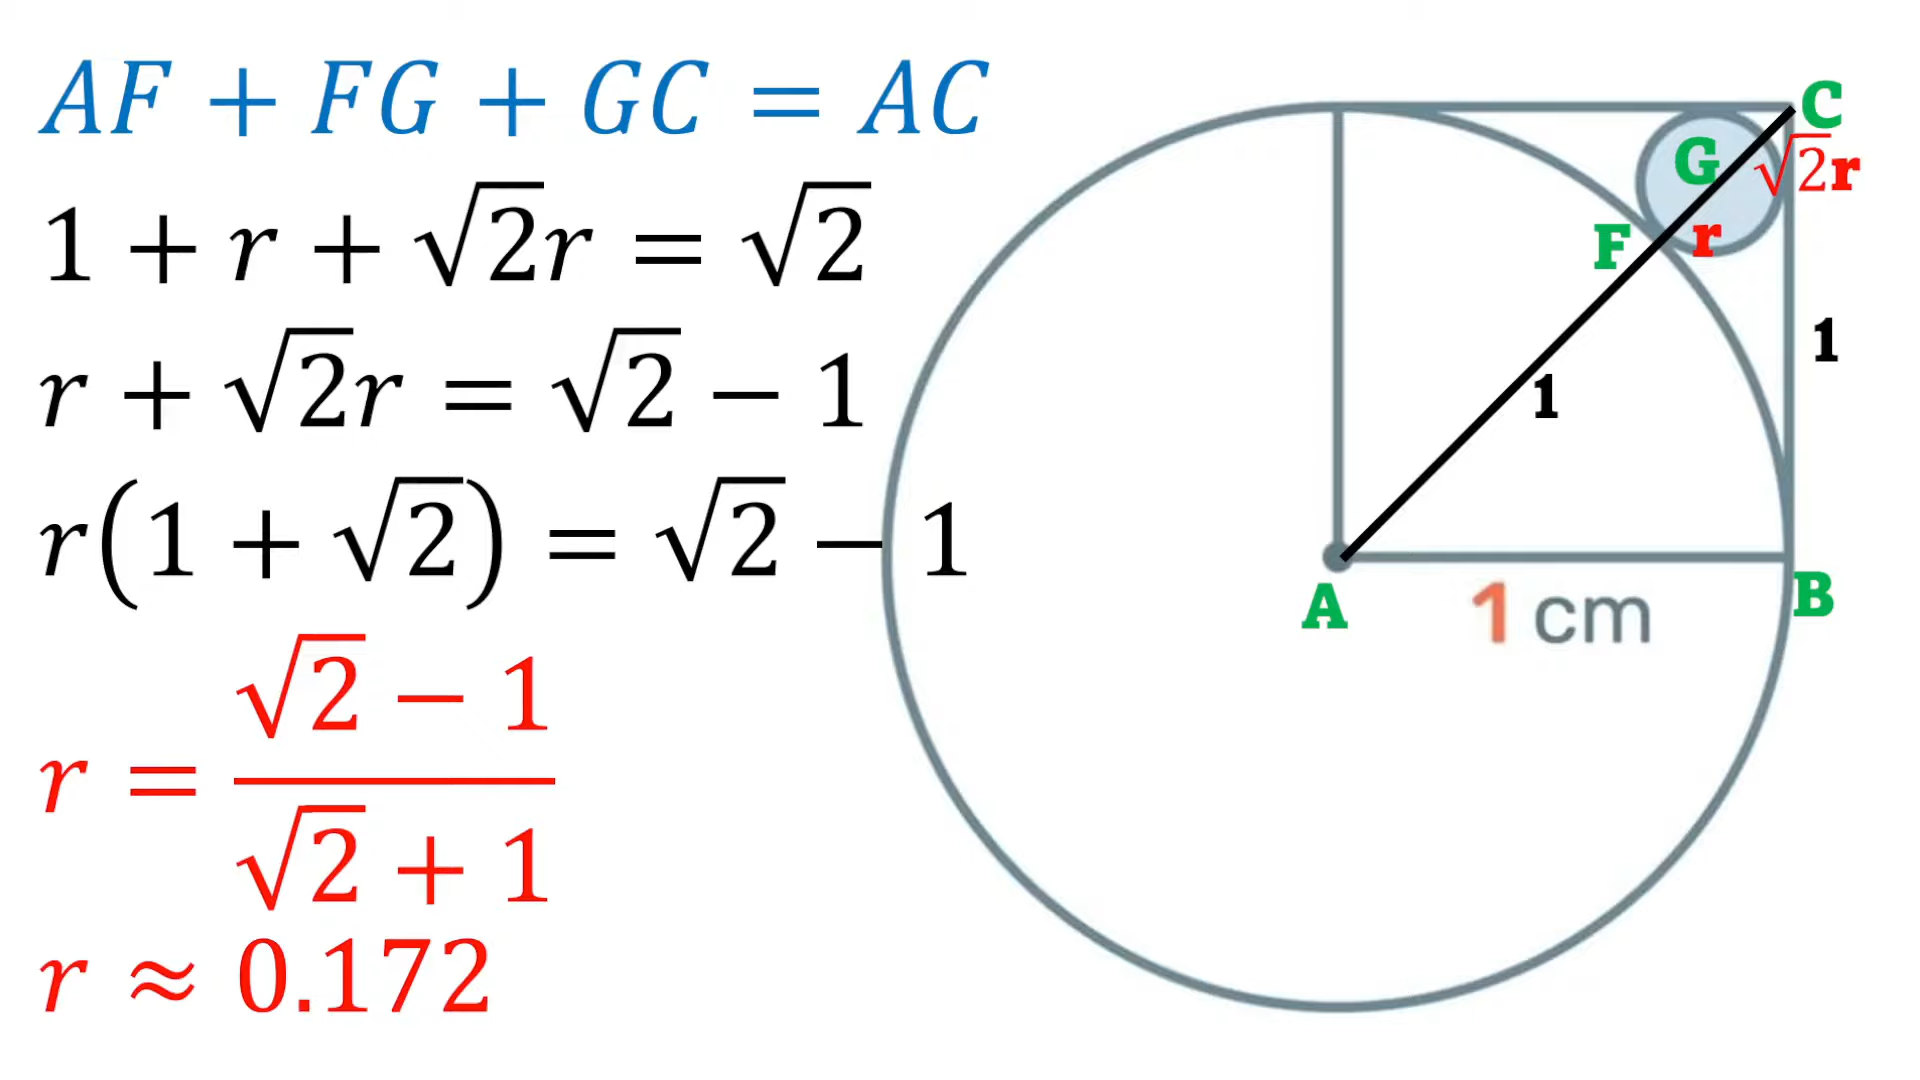 AF + FG + GC = AC
1 + r + √2r = √2
r + √2r = √2 − 1
r(1 + √2) = √2 − 1
r = (√2 − 1)/(√2 + 1)
r ≈ 0.172
C
G
√2r
F
r
1
1
A
1 cm
B